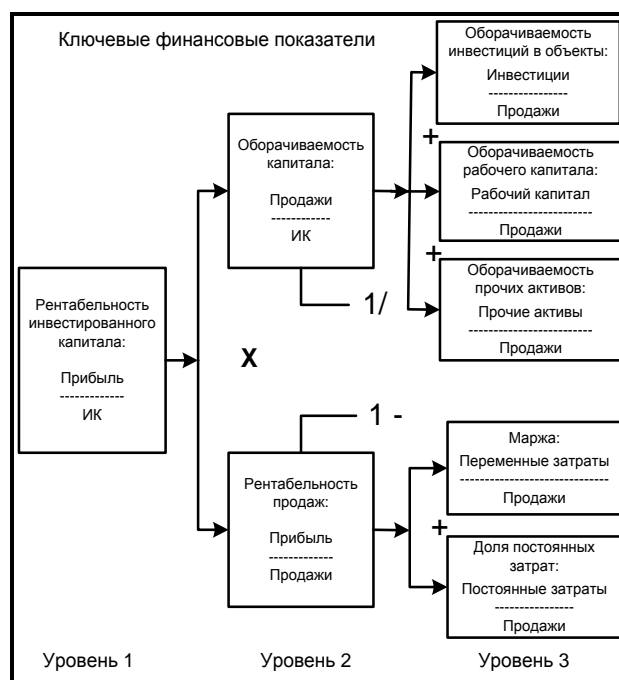 Ключевые финансовые показатели
Рентабельность
инвестированного
капитала:
Прибыль
-------------
ИК
Оборачиваемость
капитала:
Продажи
------------
ИК
1/
X
1 -
Рентабельность
продаж:
Прибыль
-------------
Продажи
Оборачиваемость
инвестиций в объекты:
Инвестиции
----------------
Продажи
+
Оборачиваемость
рабочего капитала:
Рабочий капитал
-------------------------
Продажи
+
Оборачиваемость
прочих активов:
Прочие активы
-------------------------
Продажи
Маржа:
Переменные затраты
-------------------------------
Продажи
+
Доля постоянных
затрат:
Постоянные затраты
----------------
Продажи
Уровень 1
Уровень 2
Уровень 3